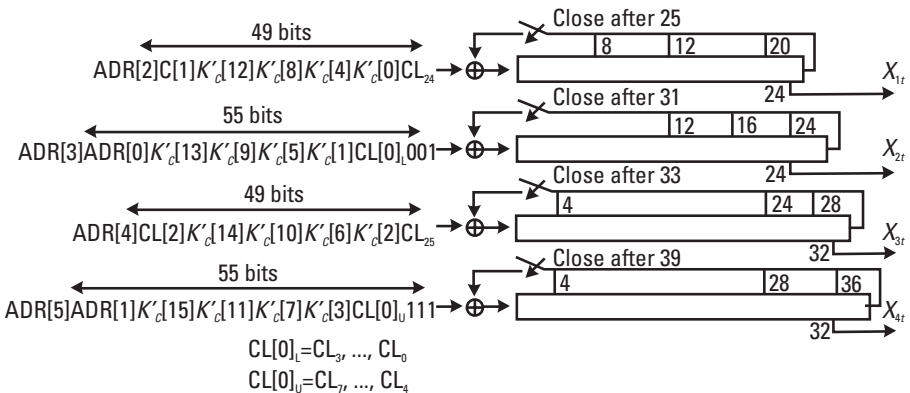 49 bits
Close after 25
8 12 20
ADR[2]C[1]K′c[12]K′c[8]K′c[4]K′c[0]CL24
24 X1t
55 bits
Close after 31
12 16 24
ADR[3]ADR[0]K′c[13]K′c[9]K′c[5]K′c[1]CL[0]L001
24 X2t
49 bits
Close after 33
4 24 28
ADR[4]CL[2]K′c[14]K′c[10]K′c[6]K′c[2]CL25
32 X3t
55 bits
Close after 39
4 28 36
ADR[5]ADR[1]K′c[15]K′c[11]K′c[7]K′c[3]CL[0]U111
32 X4t
CL[0]L=CL3, ..., CL0
CL[0]U=CL7, ..., CL4